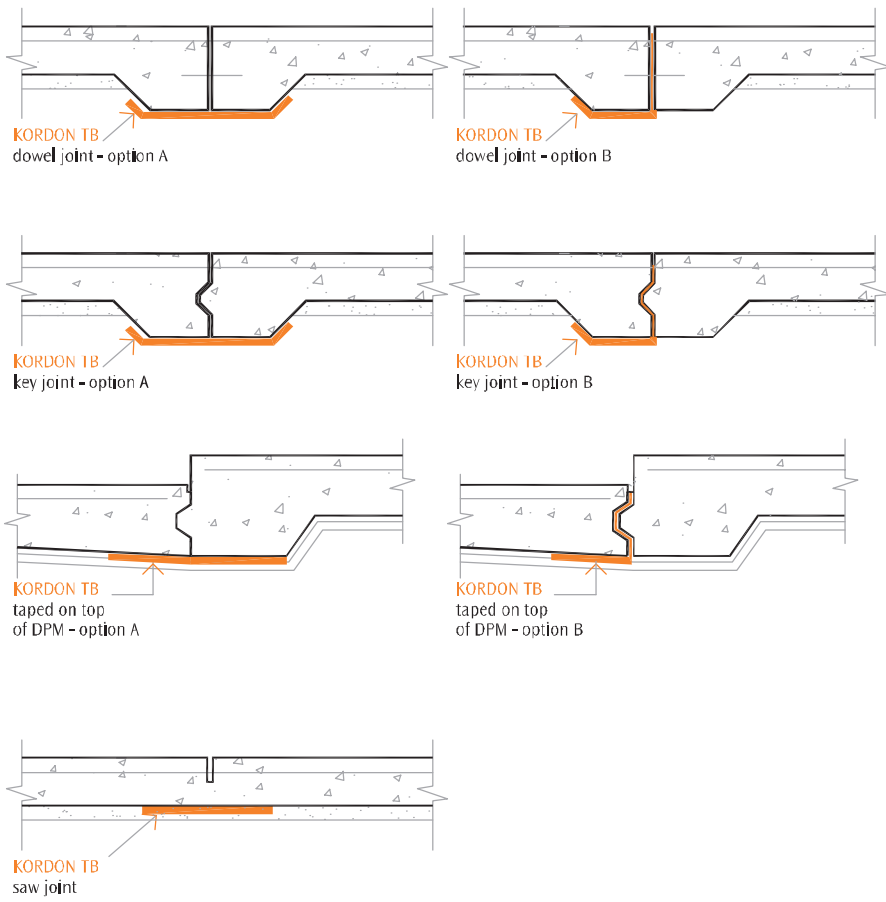 KORDON TB
dowel joint - option A
KORDON TB
dowel joint - option B
KORDON TB
key joint - option A
KORDON TB
key joint - option B
KORDON TB
taped on top
of DPM - option A
KORDON TB
taped on top
of DPM - option B
KORDON TB
saw joint